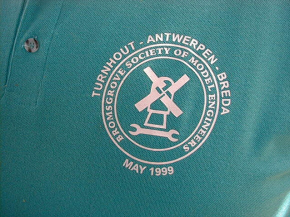 TURNHOUT - ANTWERPEN - BREDA
BROMSGROVE SOCIETY OF MODEL ENGINEERS
MAY 1999